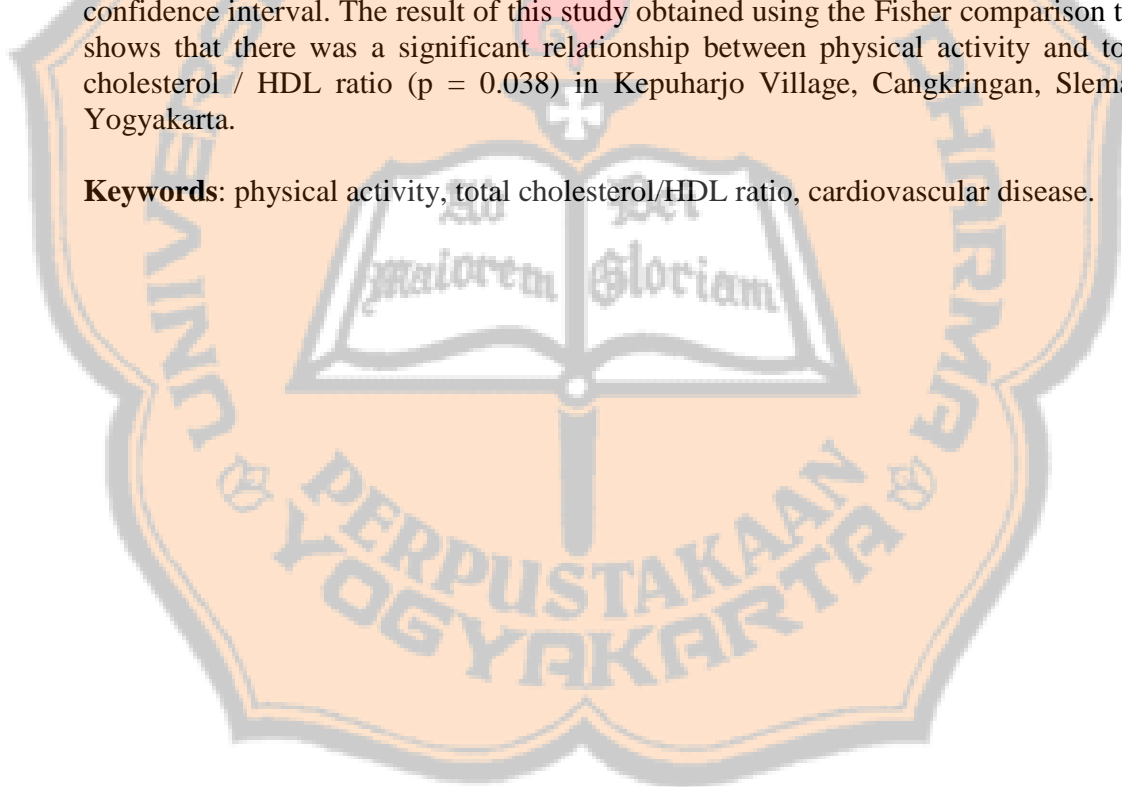 confidence interval. The result of this study obtained using the Fisher comparison
shows that there was a significant relationship between physical activity and
cholesterol / HDL ratio (p = 0.038) in Kepuharjo Village, Cangkringan,
Yogyakarta.
Keywords: physical activity, total cholesterol/HDL ratio, cardiovascular disease.
Ad Dei
Maiorem Gloriam
PERPUSTAKAAN
YOGYAKARTA